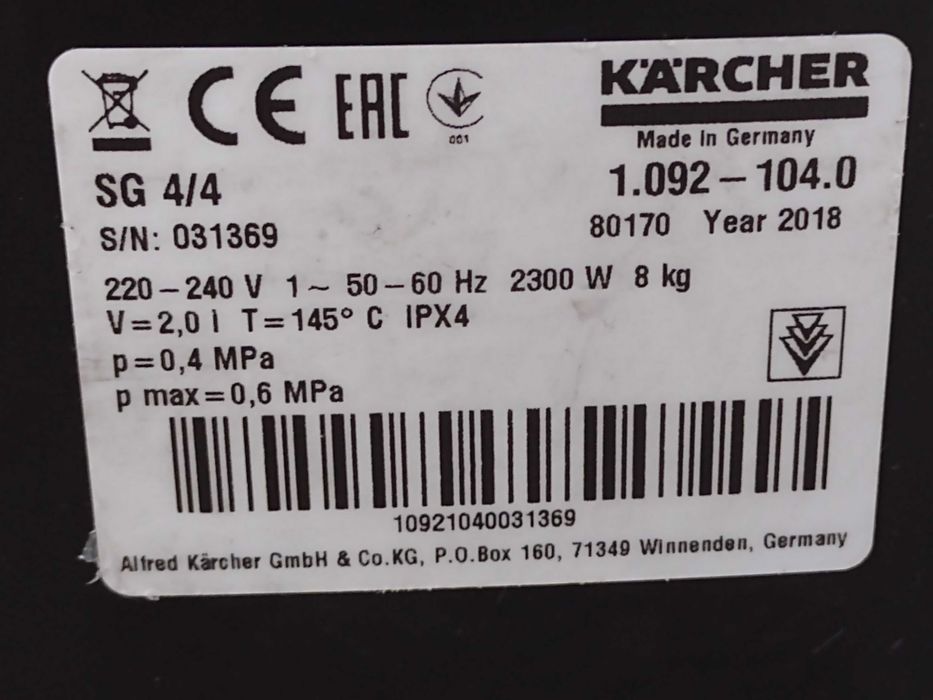 CE EAC
001
KÄRCHER
Made in Germany
SG 4/4
1.092 – 104.0
S/N: 031369
80170 Year 2018
220 – 240 V 1 ~ 50 – 60 Hz 2300 W 8 kg
V = 2,0 l T = 145° C IPX4
p = 0,4 MPa
p max = 0,6 MPa
10921040031369
Alfred Kärcher GmbH & Co.KG, P.O.Box 160, 71349 Winnenden, Germany